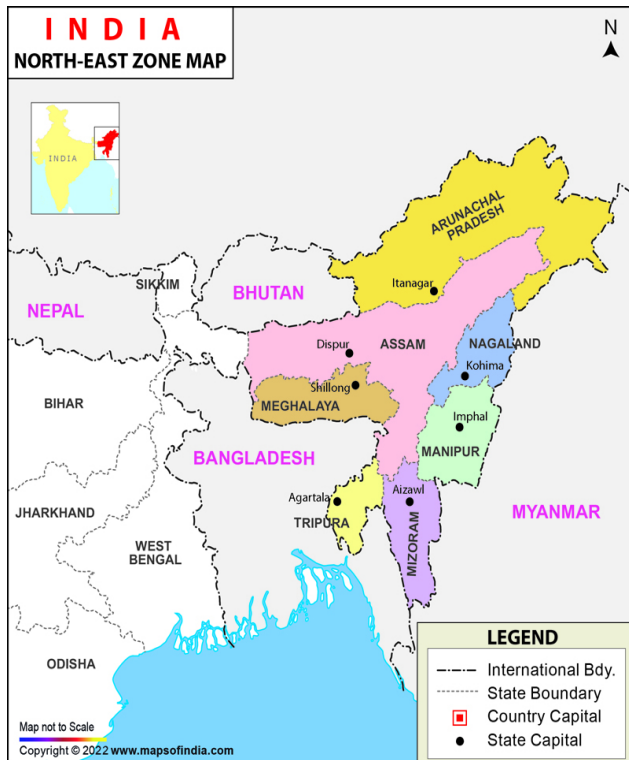 INDIA
NORTH-EAST ZONE MAP
N
INDIA
ARUNACHAL
PRADESH
SIKKIM
Itanagar
NEPAL
BHUTAN
Dispur
ASSAM
NAGALAND
Kohima
Shillong
BIHAR
MEGHALAYA
Imphal
MANIPUR
BANGLADESH
Agartala
Aizawl
JHARKHAND
TRIPURA
MYANMAR
WEST
BENGAL
MIZORAM
ODISHA
LEGEND
International Bdy.
State Boundary
Country Capital
State Capital
Map not to Scale
Copyright © 2022 www.mapsofindia.com